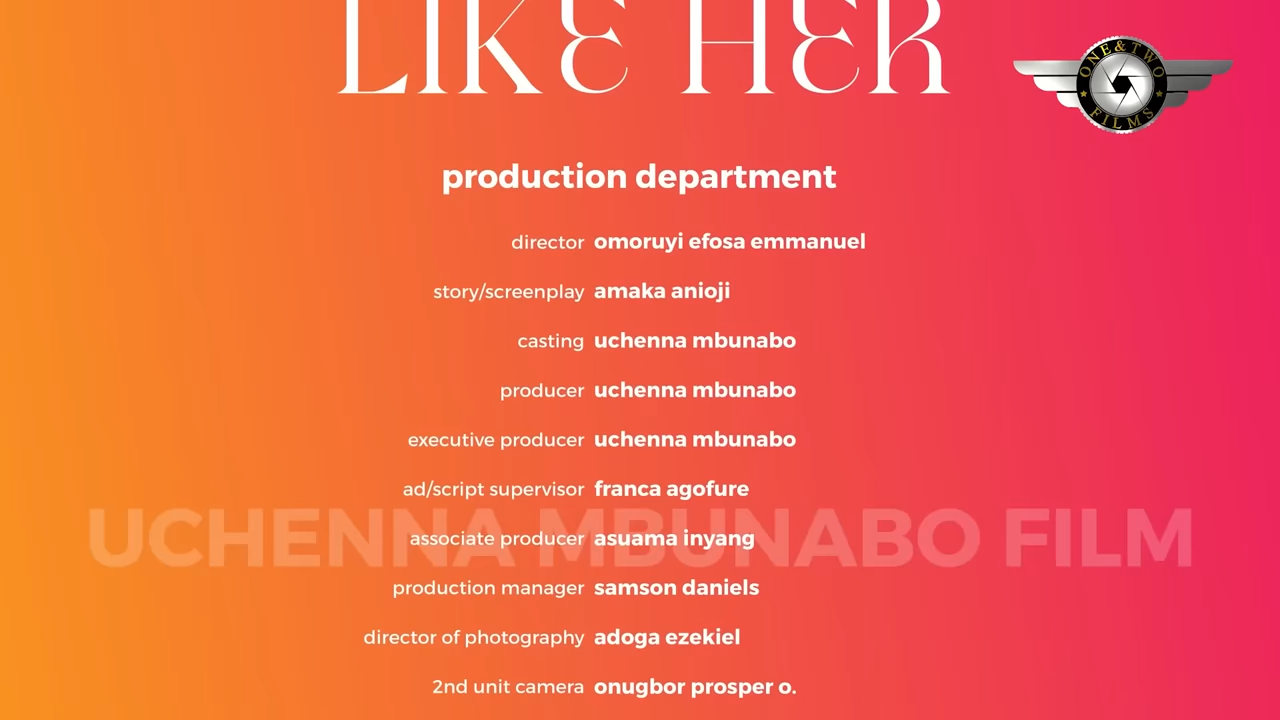 LIKE HER
ONE & TWO
FILMS
production department
director omoruyi efosa emmanuel
story/screenplay amaka anioji
casting uchenna mbunabo
producer uchenna mbunabo
executive producer uchenna mbunabo
ad/script supervisor franca agofure
UCHENNA MBUNABO FILM
associate producer asuama inyang
production manager samson daniels
director of photography adoga ezekiel
2nd unit camera onugbor prosper o.